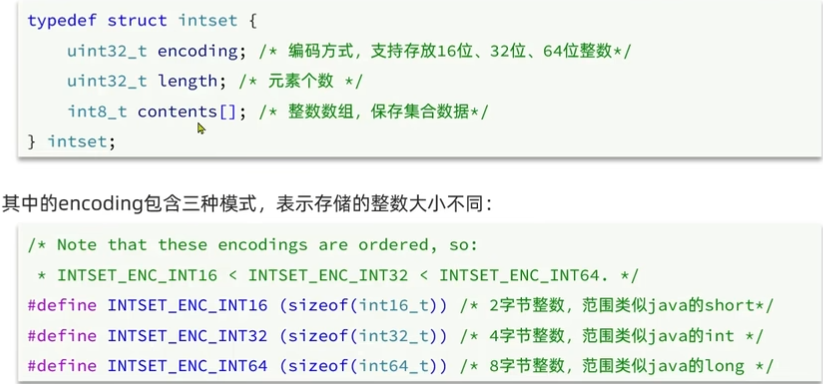 typedef struct intset {
    uint32_t encoding; /* 编码方式，支持存放16位、32位、64位整数*/
    uint32_t length; /* 元素个数 */
    int8_t contents[]; /* 整数数组，保存集合数据*/
} intset;
其中的encoding包含三种模式，表示存储的整数大小不同：
/* Note that these encodings are ordered, so:
 * INTSET_ENC_INT16 < INTSET_ENC_INT32 < INTSET_ENC_INT64. */
#define INTSET_ENC_INT16 (sizeof(int16_t)) /* 2字节整数，范围类似java的short*/
#define INTSET_ENC_INT32 (sizeof(int32_t)) /* 4字节整数，范围类似java的int */
#define INTSET_ENC_INT64 (sizeof(int64_t)) /* 8字节整数，范围类似java的long */